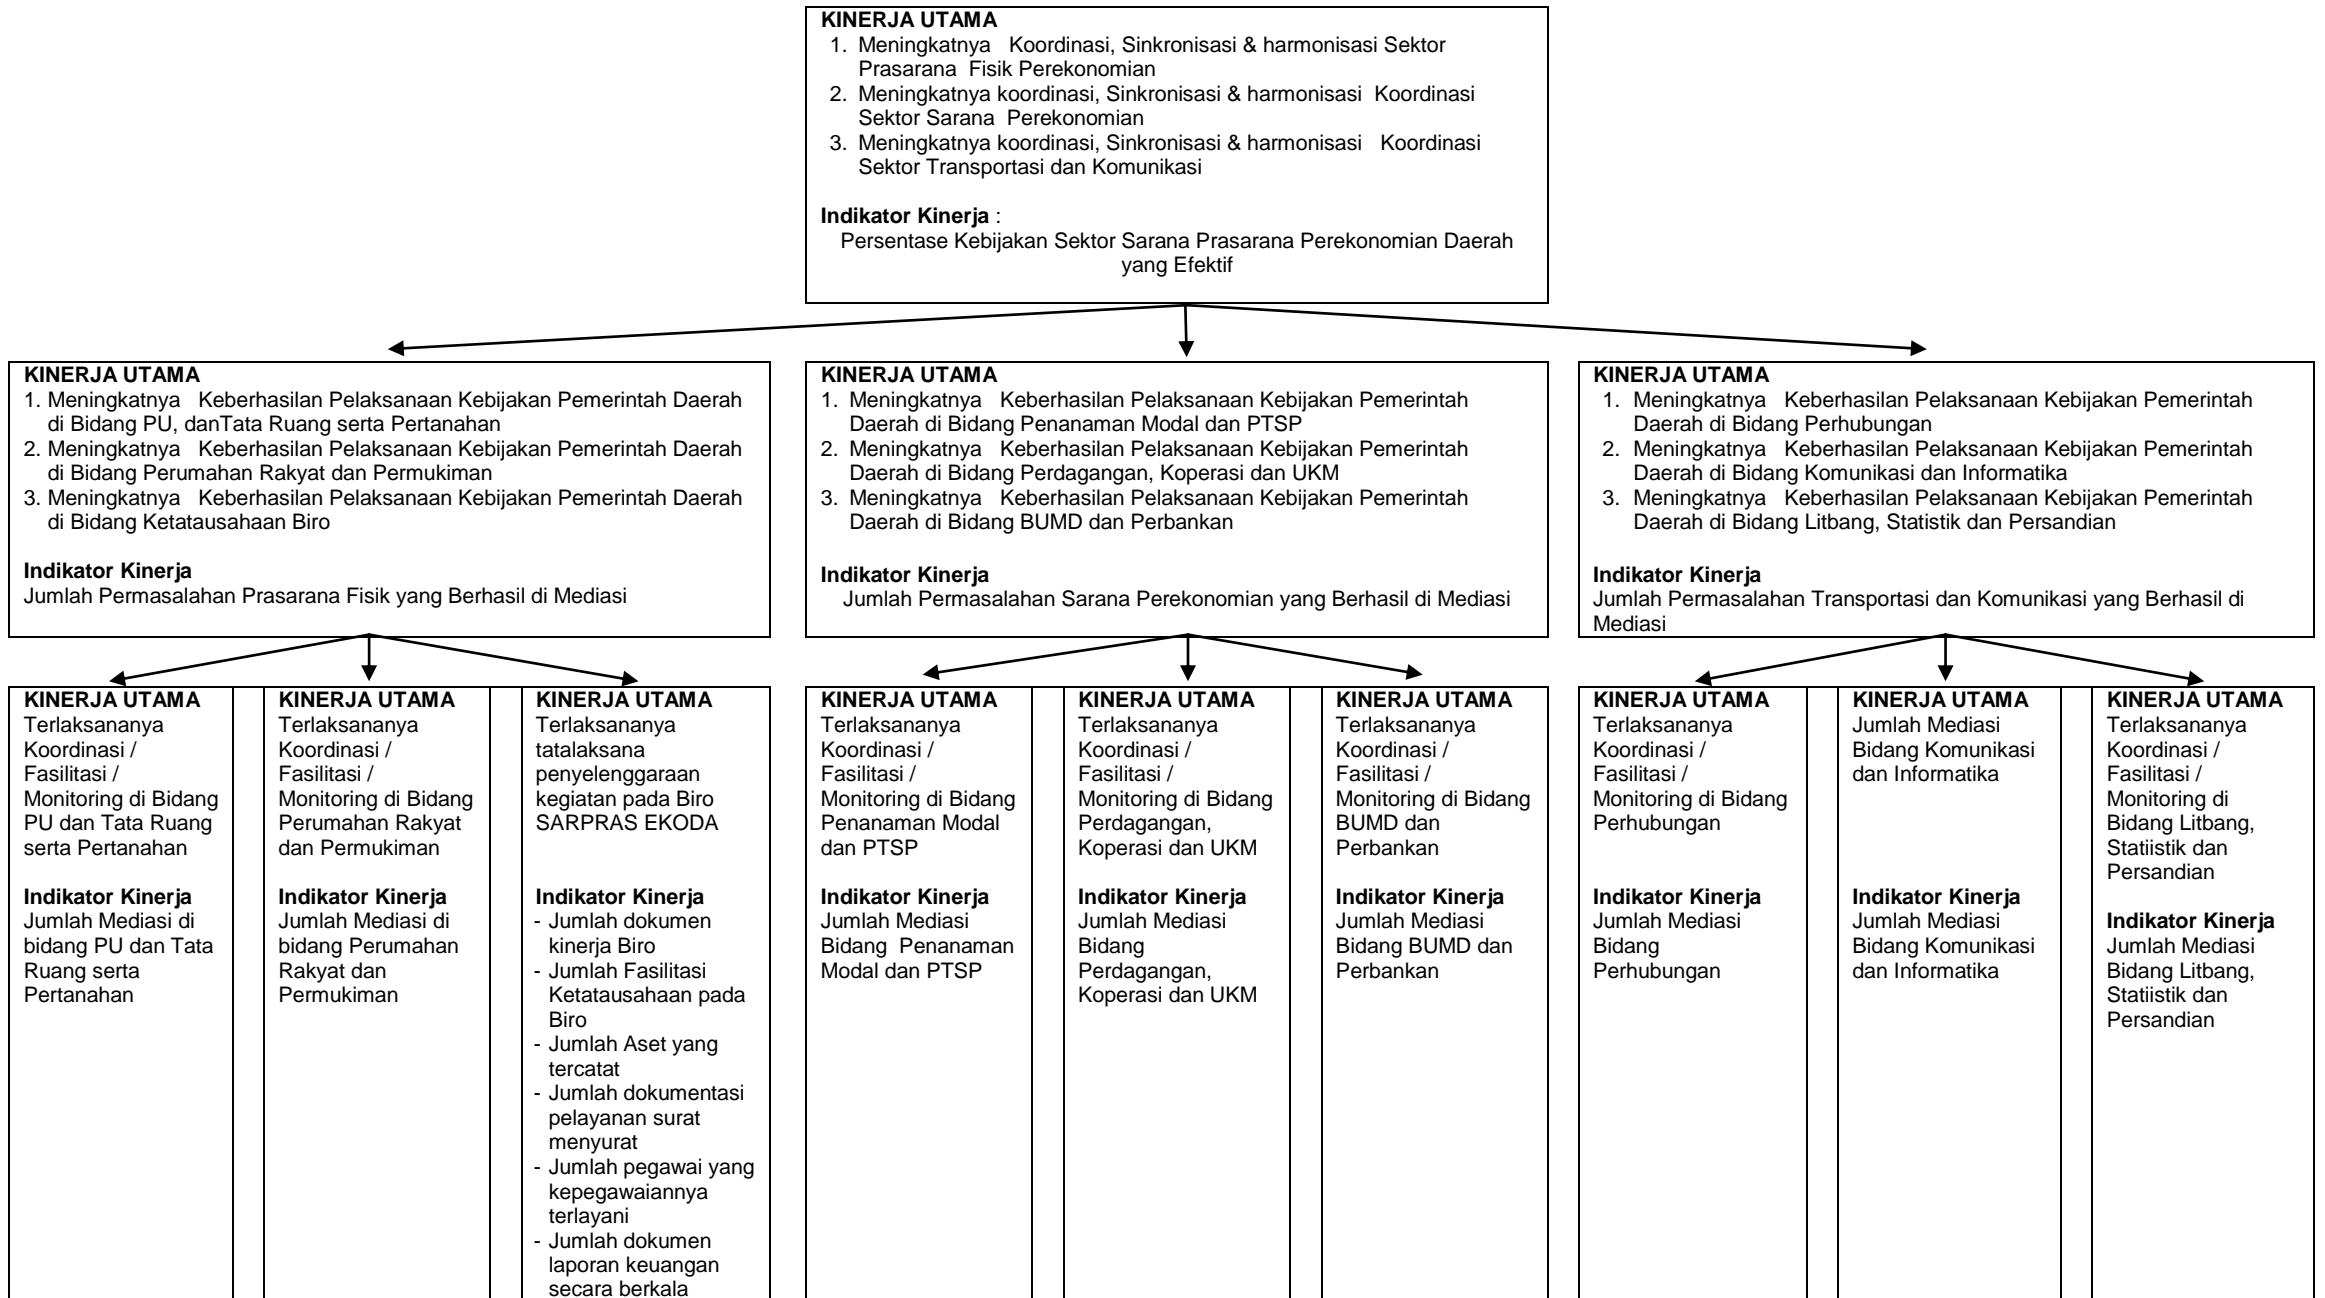 KINERJA UTAMA
1. Meningkatnya Koordinasi, Sinkronisasi & harmonisasi Sektor
Prasarana Fisik Perekonomian
2. Meningkatnya koordinasi, Sinkronisasi & harmonisasi Koordinasi
Sektor Sarana Perekonomian
3. Meningkatnya koordinasi, Sinkronisasi & harmonisasi Koordinasi
Sektor Transportasi dan Komunikasi
Indikator Kinerja :
Persentase Kebijakan Sektor Sarana Prasarana Perekonomian Daerah
yang Efektif
KINERJA UTAMA
1. Meningkatnya Keberhasilan Pelaksanaan Kebijakan Pemerintah Daerah
di Bidang PU, danTata Ruang serta Pertanahan
2. Meningkatnya Keberhasilan Pelaksanaan Kebijakan Pemerintah Daerah
di Bidang Perumahan Rakyat dan Permukiman
3. Meningkatnya Keberhasilan Pelaksanaan Kebijakan Pemerintah Daerah
di Bidang Ketatausahaan Biro
Indikator Kinerja
Jumlah Permasalahan Prasarana Fisik yang Berhasil di Mediasi
KINERJA UTAMA
1. Meningkatnya Keberhasilan Pelaksanaan Kebijakan Pemerintah
Daerah di Bidang Penanaman Modal dan PTSP
2. Meningkatnya Keberhasilan Pelaksanaan Kebijakan Pemerintah
Daerah di Bidang Perdagangan, Koperasi dan UKM
3. Meningkatnya Keberhasilan Pelaksanaan Kebijakan Pemerintah
Daerah di Bidang BUMD dan Perbankan
Indikator Kinerja
Jumlah Permasalahan Sarana Perekonomian yang Berhasil di Mediasi
KINERJA UTAMA
1. Meningkatnya Keberhasilan Pelaksanaan Kebijakan Pemerintah
Daerah di Bidang Perhubungan
2. Meningkatnya Keberhasilan Pelaksanaan Kebijakan Pemerintah
Daerah di Bidang Komunikasi dan Informatika
3. Meningkatnya Keberhasilan Pelaksanaan Kebijakan Pemerintah
Daerah di Bidang Litbang, Statistik dan Persandian
Indikator Kinerja
Jumlah Permasalahan Transportasi dan Komunikasi yang Berhasil di
Mediasi
KINERJA UTAMA
Terlaksananya
Koordinasi /
Fasilitasi /
Monitoring di Bidang
PU dan Tata Ruang
serta Pertanahan
Indikator Kinerja
Jumlah Mediasi di
bidang PU dan Tata
Ruang serta
Pertanahan
KINERJA UTAMA
Terlaksananya
Koordinasi /
Fasilitasi /
Monitoring di Bidang
Perumahan Rakyat
dan Permukiman
Indikator Kinerja
Jumlah Mediasi di
bidang Perumahan
Rakyat dan
Permukiman
KINERJA UTAMA
Terlaksananya
tatalaksana
penyelenggaraan
kegiatan pada Biro
SARPRAS EKODA
Indikator Kinerja
- Jumlah dokumen
kinerja Biro
- Jumlah Fasilitasi
Ketatausahaan pada
Biro
- Jumlah Aset yang
tercatat
- Jumlah dokumentasi
pelayanan surat
menyurat
- Jumlah pegawai yang
kepegawaiannya
terlayani
- Jumlah dokumen
laporan keuangan
secara berkala
KINERJA UTAMA
Terlaksananya
Koordinasi /
Fasilitasi /
Monitoring di Bidang
Penanaman Modal
dan PTSP
Indikator Kinerja
Jumlah Mediasi
Bidang Penanaman
Modal dan PTSP
KINERJA UTAMA
Terlaksananya
Koordinasi /
Fasilitasi /
Monitoring di Bidang
Perdagangan,
Koperasi dan UKM
Indikator Kinerja
Jumlah Mediasi
Bidang
Perdagangan,
Koperasi dan UKM
KINERJA UTAMA
Terlaksananya
Koordinasi /
Fasilitasi /
Monitoring di Bidang
BUMD dan
Perbankan
Indikator Kinerja
Jumlah Mediasi
Bidang BUMD dan
Perbankan
KINERJA UTAMA
Terlaksananya
Koordinasi /
Fasilitasi /
Monitoring di Bidang
Perhubungan
Indikator Kinerja
Jumlah Mediasi
Bidang
Perhubungan
KINERJA UTAMA
Jumlah Mediasi
Bidang Komunikasi
dan Informatika
Indikator Kinerja
Jumlah Mediasi
Bidang Komunikasi
dan Informatika
KINERJA UTAMA
Terlaksananya
Koordinasi /
Fasilitasi /
Monitoring di
Bidang Litbang,
Statiistik dan
Persandian
Indikator Kinerja
Jumlah Mediasi
Bidang Litbang,
Statiistik dan
Persandian